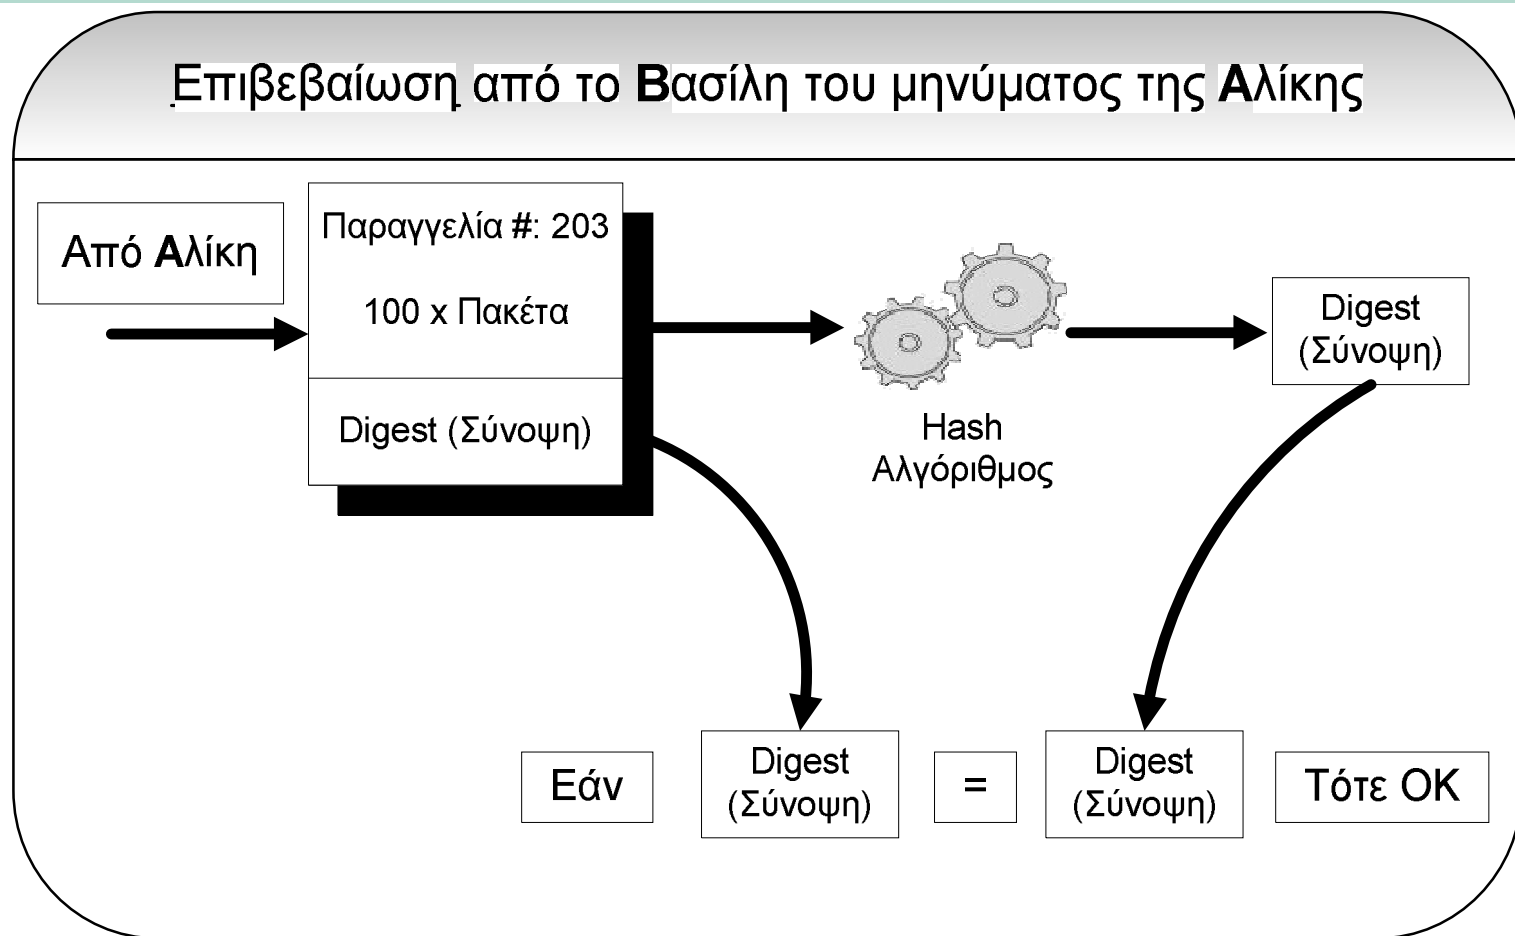 Επιβεβαίωση από το Βασίλη του μηνύματος της Αλίκης
Από Αλίκη
Παραγγελία #: 203
100 x Πακέτα
Digest (Σύνοψη)
Hash
Αλγόριθμος
Digest
(Σύνοψη)
Εάν
Digest
(Σύνοψη)
=
Digest
(Σύνοψη)
Τότε OK